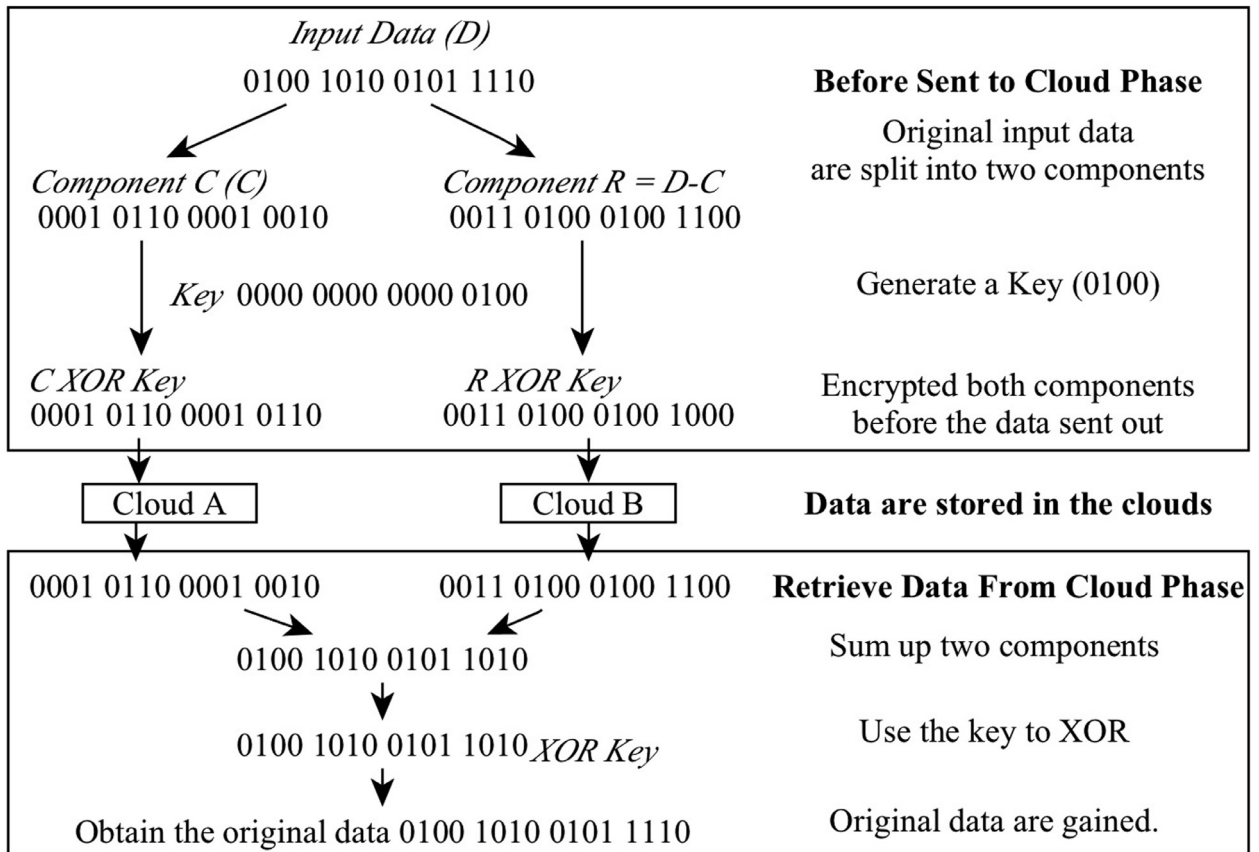 Input Data (D)
0100 1010 0101 1110
Before Sent to Cloud Phase
Original input data
are split into two components
Component C (C)
Component R = D-C
0001 0110 0001 0010
0011 0100 0100 1100
Key 0000 0000 0000 0100
Generate a Key (0100)
C XOR Key
R XOR Key
0001 0110 0001 0110
0011 0100 0100 1000
Encrypted both components
before the data sent out
Cloud A
Cloud B
Data are stored in the clouds
0001 0110 0001 0010
0011 0100 0100 1100
Retrieve Data From Cloud Phase
0100 1010 0101 1010
Sum up two components
0100 1010 0101 1010 XOR Key
Use the key to XOR
Obtain the original data 0100 1010 0101 1110
Original data are gained.